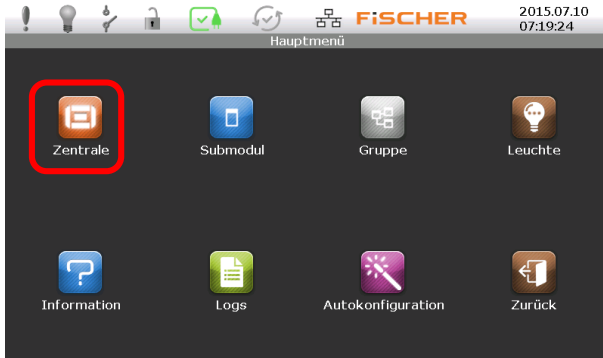 FiSCHER
2015.07.10
07:19:24
Hauptmenü
Zentrale Submodul Gruppe Leuchte
Information Logs Autokonfiguration Zurück